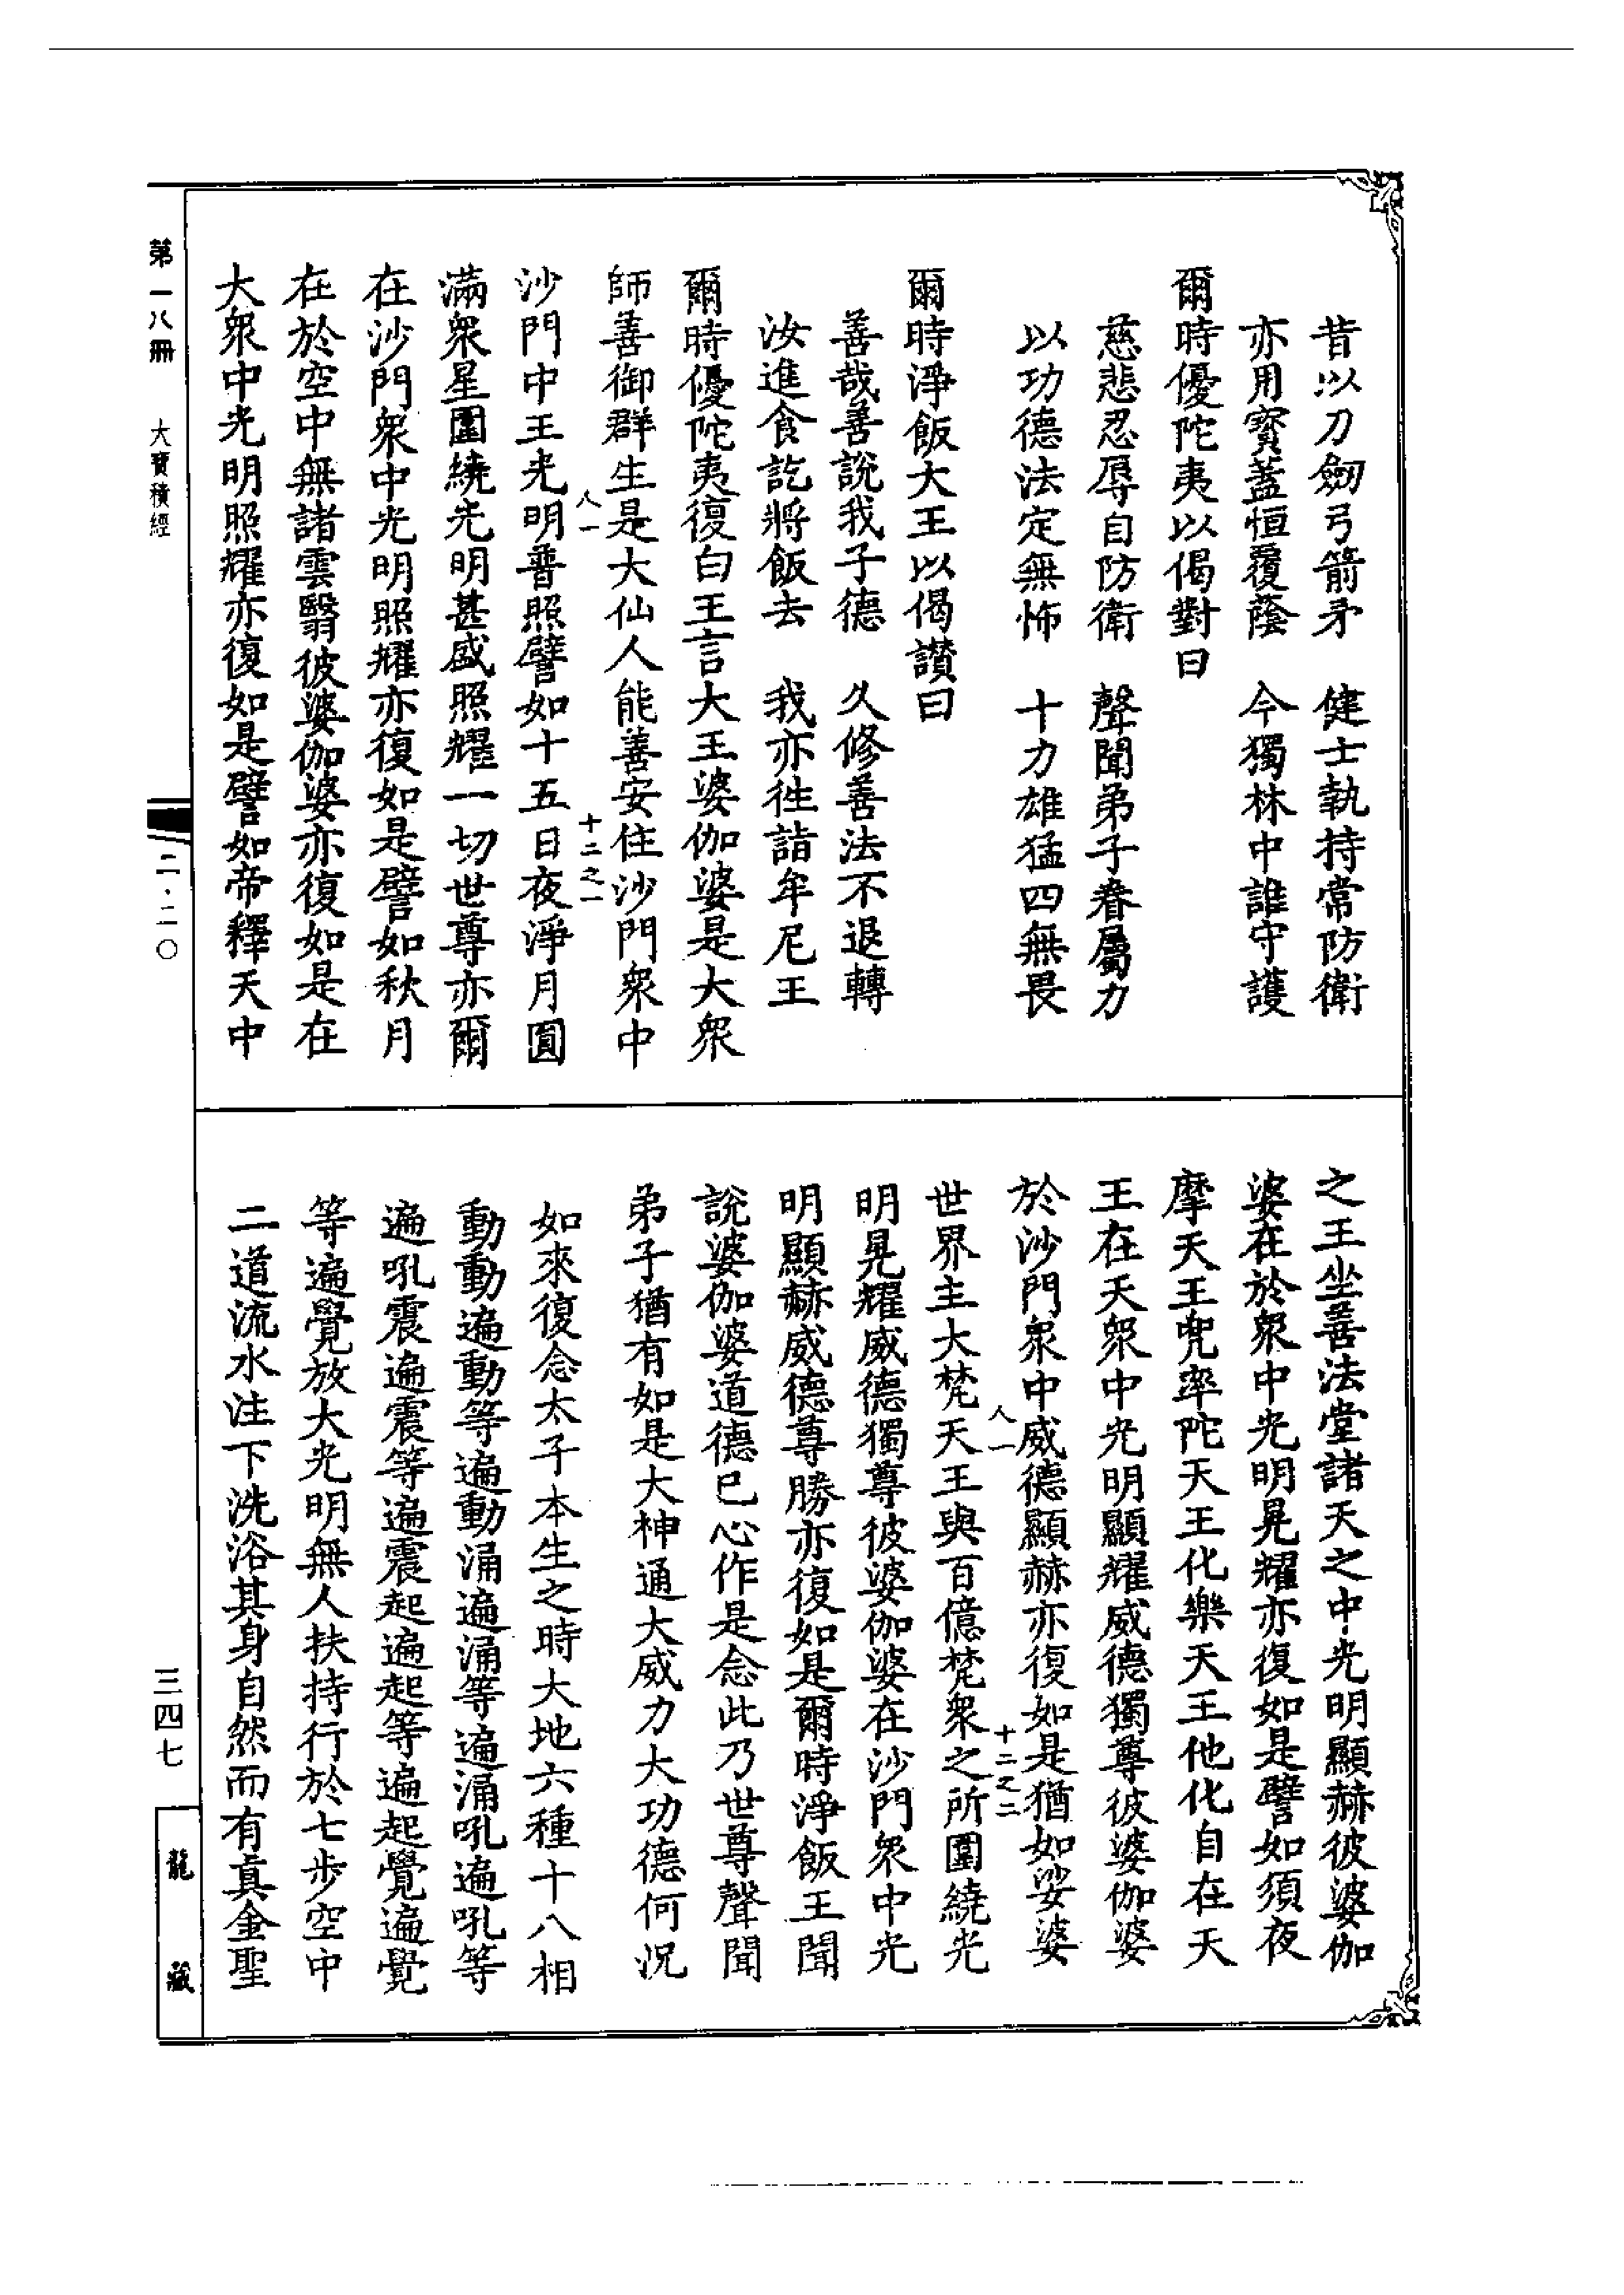 昔以刀劒弓箭矛　健士執持常防衛
亦用寳蓋恒覆蔭　今獨林中誰守護
爾時優陀夷以偈對曰
慈悲忍辱自防衛　聲聞弟子眷屬力
以功德法定無怖　十力雄猛四無畏
爾時淨飯大王以偈讃曰
善哉善説我子德　久修善法不退轉
汝進食訖將飯去　我亦徃詣牟尼王
爾時優陀夷復白王言大王婆伽婆是大衆
師善御群生是大仙人能善安住沙門衆中
八一　十二之一
沙門中王光明普照譬如十五日夜淨月圓
滿衆星圍繞光明甚盛照耀一切世尊亦爾
在沙門衆中光明照耀亦復如是譬如秋月
在於空中無諸雲翳彼婆伽婆亦復如是在
大衆中光明照耀亦復如是譬如帝釋天中
之王坐善法堂諸天之中光明顯赫彼婆伽
婆在於衆中光明晃耀亦復如是譬如須夜
摩天王兜率陀天王化樂天王他化自在天
王在天衆中光明顯耀威德獨尊彼婆伽婆
於沙門衆中威德顯赫亦復如是猶如娑婆
八一　十二之二
世界主大梵天王與百億梵衆之所圍繞光
明晃耀威德獨尊彼婆伽婆在沙門衆中光
明顯赫威德尊勝亦復如是爾時淨飯王聞
説婆伽婆道德已心作是念此乃世尊聲聞
弟子猶有如是大神通大威力大功德何況
如來復念太子本生之時大地六種十八相
動動遍動等遍動涌遍涌等遍涌吼遍吼等
遍吼震遍震等遍震起遍起等遍起覺遍覺
等遍覺放大光明無人扶持行於七步空中
二道流水注下洗浴其身自然而有真金聖
第一八冊　大寶積經　二·二〇　三四七　龍藏